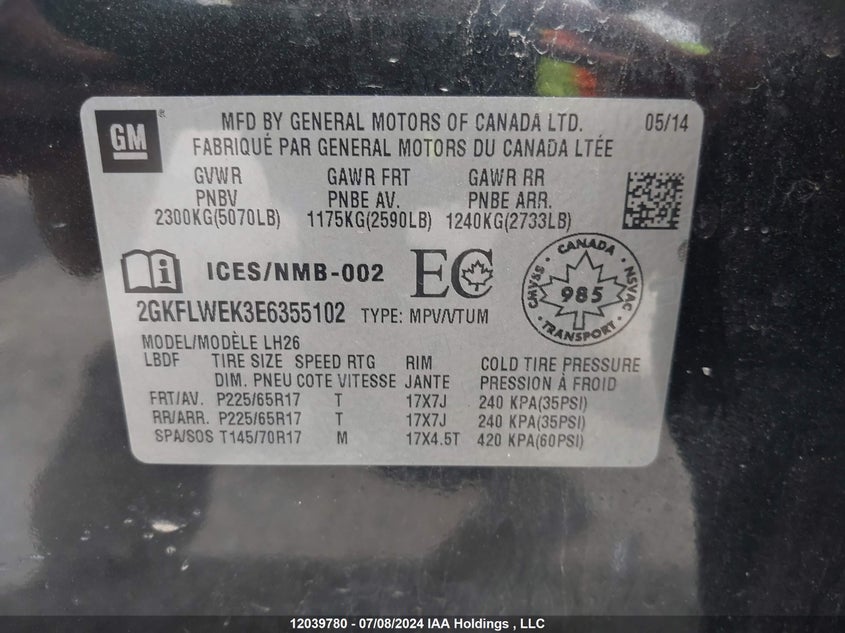 GM
MFD BY GENERAL MOTORS OF CANADA LTD. 05/14
FABRIQUÉ PAR GENERAL MOTORS DU CANADA LTÉE
GVWR GAWR FRT GAWR RR
PNBV PNBE AV. PNBE ARR.
2300KG(5070LB) 1175KG(2590LB) 1240KG(2733LB)
ICES/NMB-002 EC
CANADA
CMVSS NSVAC
985
TRANSPORT
2GKFLWEK3E6355102 TYPE: MPV/VTUM
MODEL/MODÈLE LH26
LBDF TIRE SIZE SPEED RTG RIM COLD TIRE PRESSURE
DIM. PNEU COTE VITESSE JANTE PRESSION À FROID
FRT/AV. P225/65R17 T 17X7J 240 KPA(35PSI)
RR/ARR. P225/65R17 T 17X7J 240 KPA(35PSI)
SPA/SOS T145/70R17 M 17X4.5T 420 KPA(60PSI)
12039780 - 07/08/2024 IAA Holdings , LLC